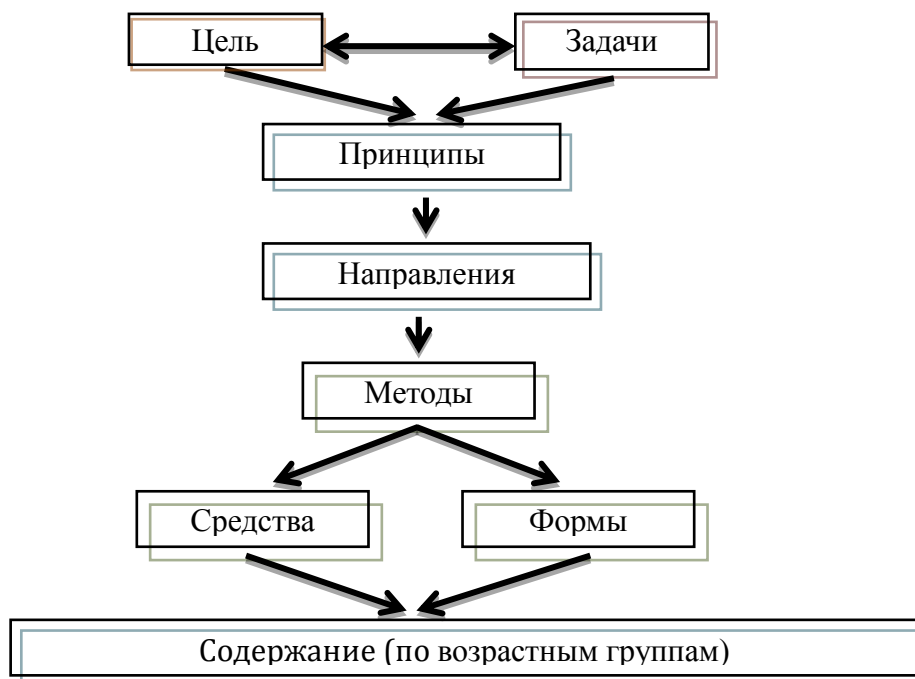 Цель
Задачи
Принципы
Направления
Методы
Средства
Формы
Содержание (по возрастным группам)